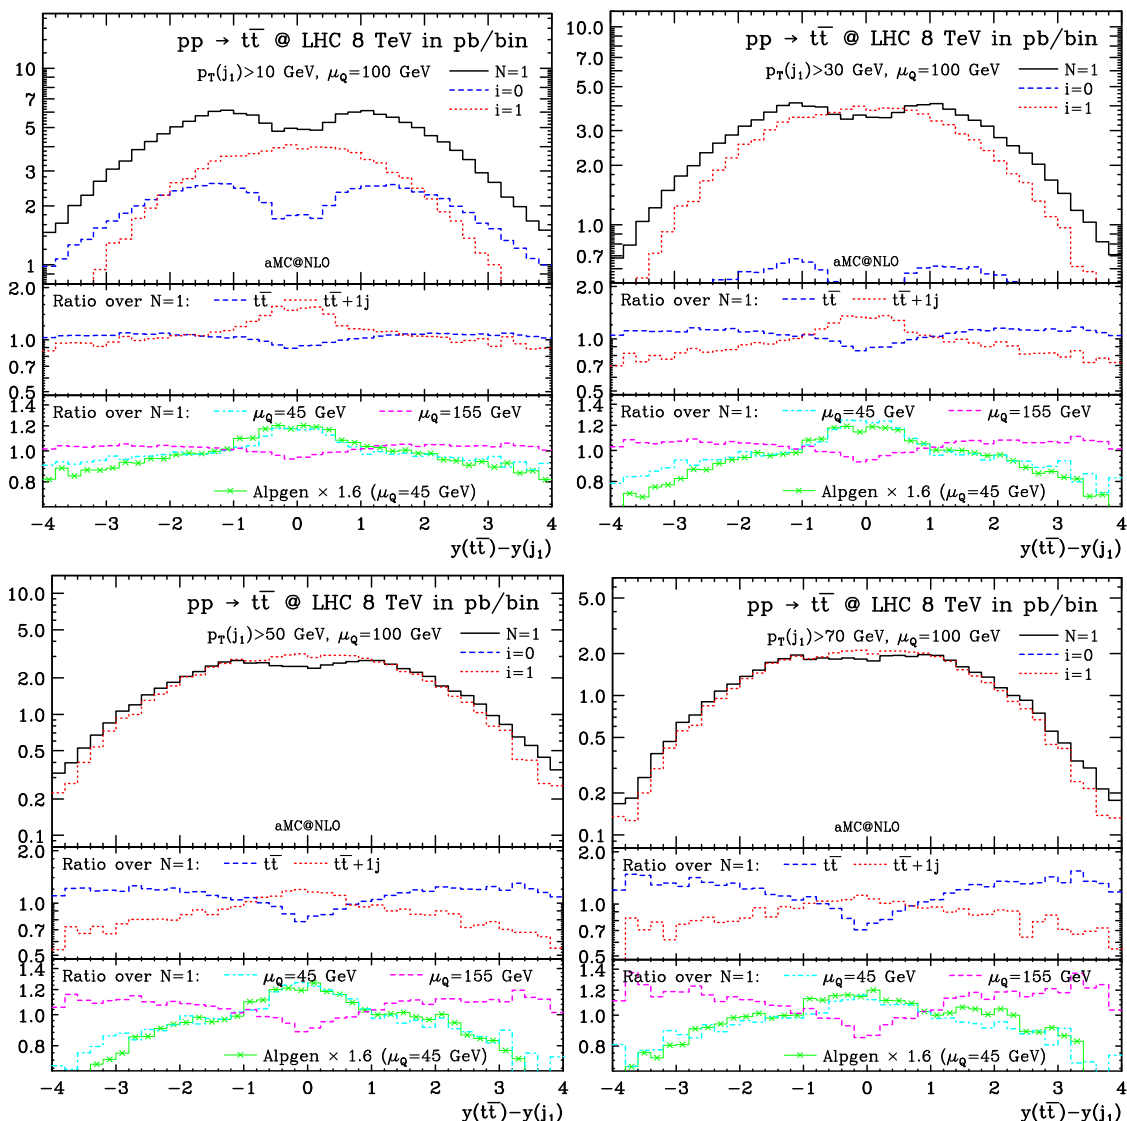 pp → tt̅ @ LHC 8 TeV in pb/bin
p_T(j_1)>10 GeV, μ_Q=100 GeV
N=1
i=0
i=1
10
7
5
3
2
1
aMC@NLO
Ratio over N=1: tt̅ tt̅+1j
2.0
1.0
0.7
0.5
Ratio over N=1: μ_Q=45 GeV μ_Q=155 GeV
1.4
1.2
1.0
0.8
Alpgen × 1.6 (μ_Q=45 GeV)
−4 −3 −2 −1 0 1 2 3 4
y(tt̅)−y(j_1)
pp → tt̅ @ LHC 8 TeV in pb/bin
p_T(j_1)>30 GeV, μ_Q=100 GeV
N=1
i=0
i=1
10.0
7.0
5.0
3.0
2.0
1.0
0.7
aMC@NLO
Ratio over N=1: tt̅ tt̅+1j
2.0
1.0
0.7
0.5
Ratio over N=1: μ_Q=45 GeV μ_Q=155 GeV
1.4
1.2
1.0
0.8
Alpgen × 1.6 (μ_Q=45 GeV)
−4 −3 −2 −1 0 1 2 3 4
y(tt̅)−y(j_1)
pp → tt̅ @ LHC 8 TeV in pb/bin
p_T(j_1)>50 GeV, μ_Q=100 GeV
N=1
i=0
i=1
10.0
5.0
2.0
1.0
0.5
0.2
0.1
aMC@NLO
Ratio over N=1: tt̅ tt̅+1j
2.0
1.0
0.7
0.5
Ratio over N=1: μ_Q=45 GeV μ_Q=155 GeV
1.4
1.2
1.0
0.8
Alpgen × 1.6 (μ_Q=45 GeV)
−4 −3 −2 −1 0 1 2 3 4
y(tt̅)−y(j_1)
pp → tt̅ @ LHC 8 TeV in pb/bin
p_T(j_1)>70 GeV, μ_Q=100 GeV
N=1
i=0
i=1
5.0
2.0
1.0
0.5
0.2
0.1
aMC@NLO
Ratio over N=1: tt̅ tt̅+1j
2.0
1.0
0.7
0.5
Ratio over N=1: μ_Q=45 GeV μ_Q=155 GeV
1.4
1.2
1.0
0.8
Alpgen × 1.6 (μ_Q=45 GeV)
−4 −3 −2 −1 0 1 2 3 4
y(tt̅)−y(j_1)